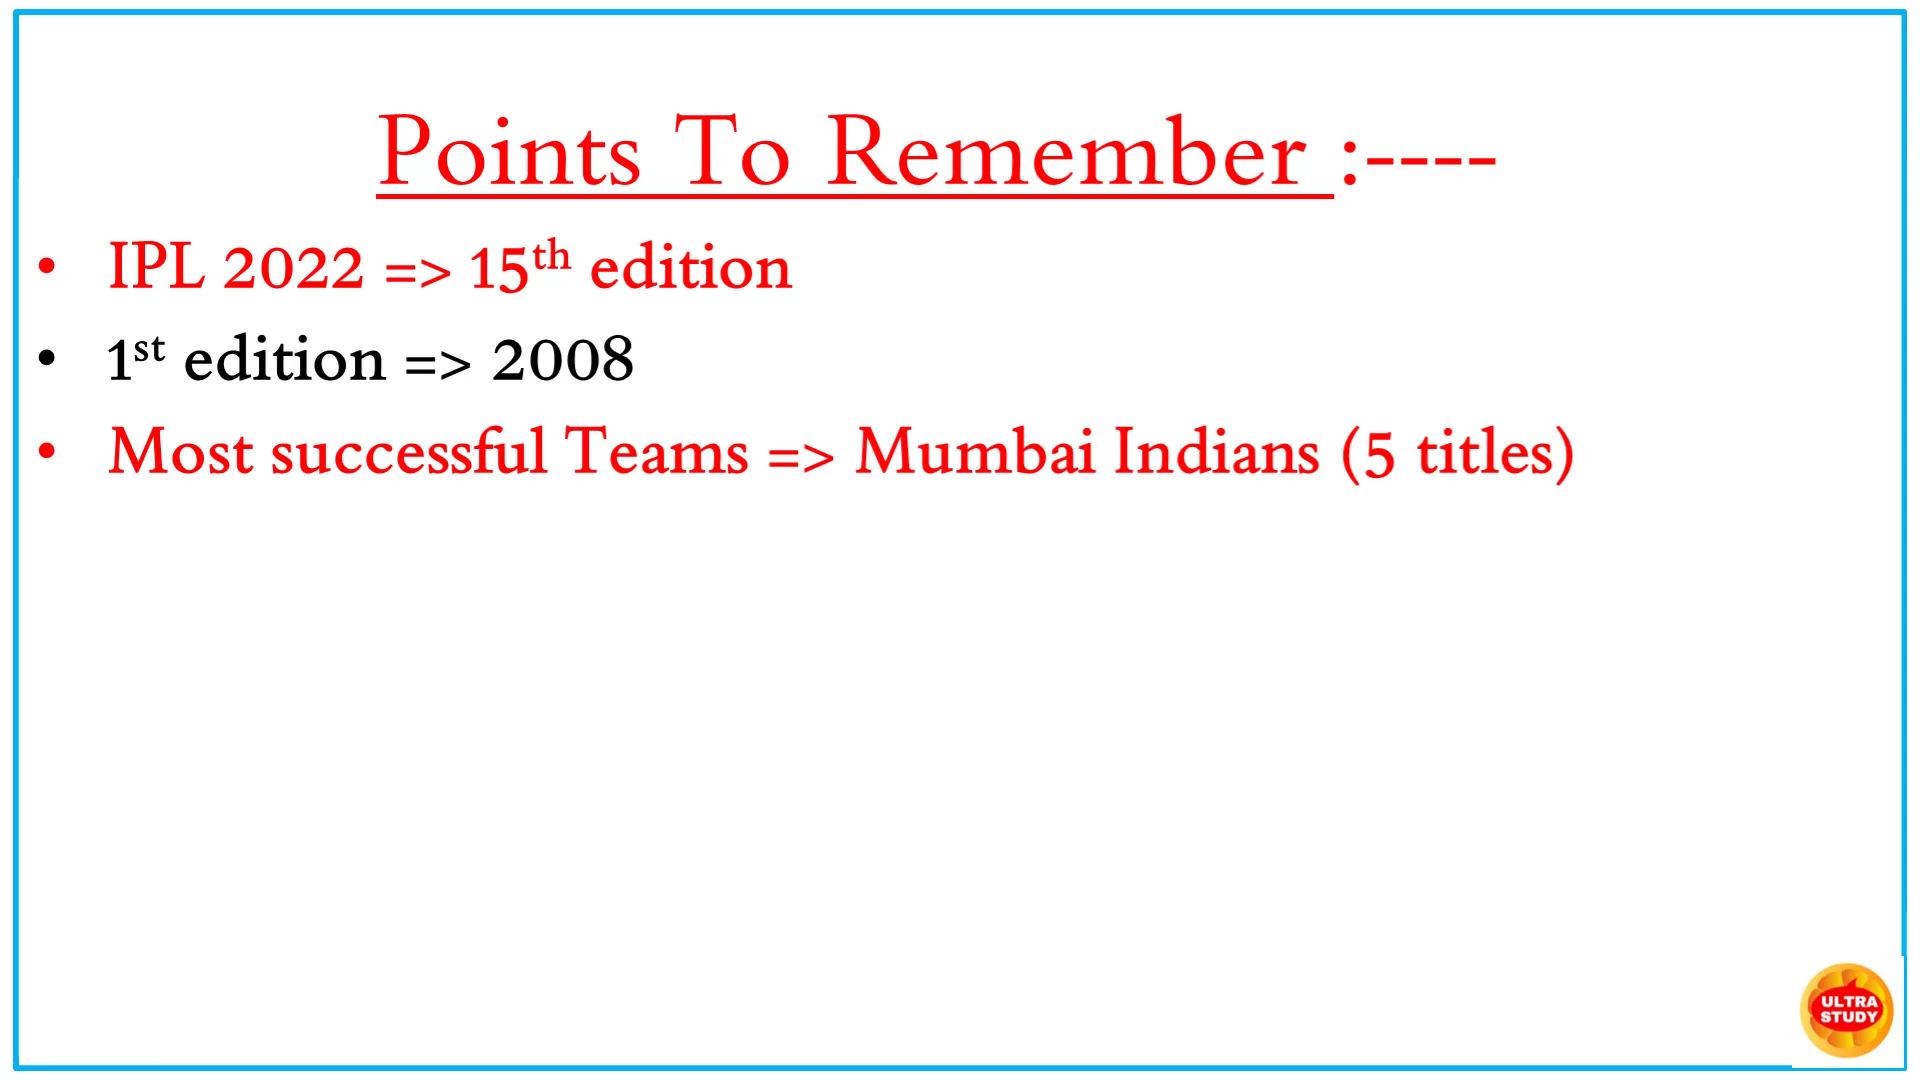 Points To Remember :----
• IPL 2022 => 15th edition
• 1st edition => 2008
• Most successful Teams => Mumbai Indians (5 titles)
ULTRA
STUDY